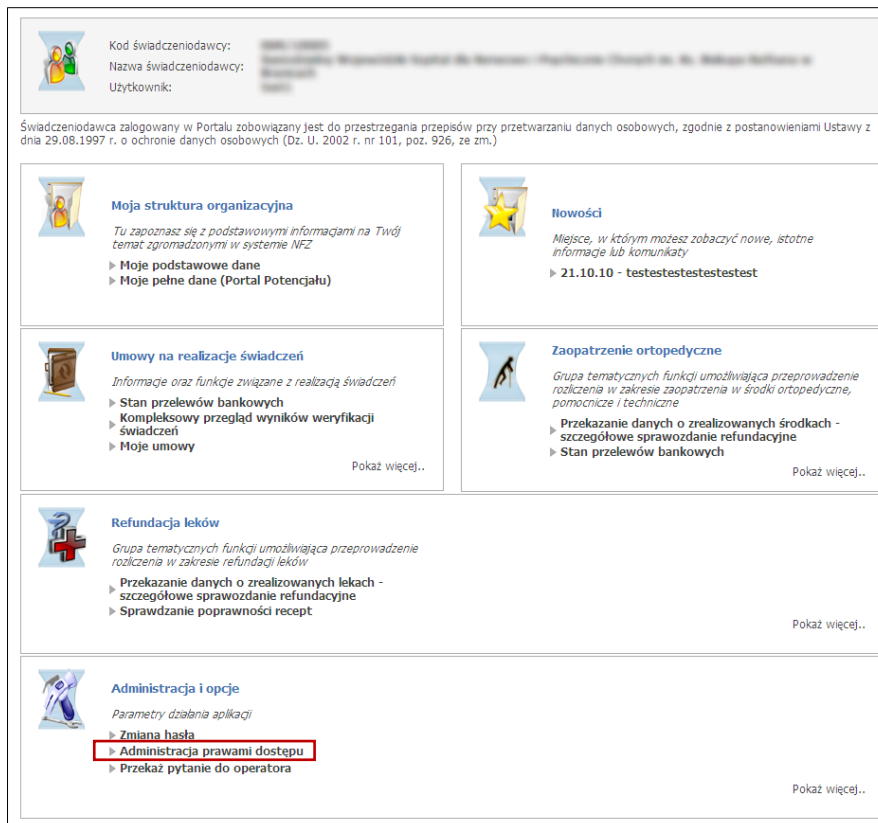 Kod świadczeniodawcy:
Nazwa świadczeniodawcy:
Użytkownik:
Świadczeniodawca zalogowany w Portalu zobowiązany jest do przestrzegania przepisów przy przetwarzaniu danych osobowych, zgodnie z postanowieniami Ustawy z
dnia 29.08.1997 r. o ochronie danych osobowych (Dz. U. 2002 r. nr 101, poz. 926, ze zm.)
Moja struktura organizacyjna
Tu zapoznasz się z podstawowymi informacjami na Twój
temat zgromadzonymi w systemie NFZ
Moje podstawowe dane
Moje pełne dane (Portal Potencjału)
Nowości
Miejsce, w którym możesz zobaczyć nowe, istotne
informacje lub komunikaty
21.10.10 - testestestestestestest
Umowy na realizacje świadczeń
Informacje oraz funkcje związane z realizacją świadczeń
Stan przelewów bankowych
Kompleksowy przegląd wyników weryfikacji
świadczeń
Moje umowy
Pokaż więcej..
Zaopatrzenie ortopedyczne
Grupa tematycznych funkcji umożliwiająca przeprowadzenie
rozliczenia w zakresie zaopatrzenia w środki ortopedyczne,
pomocnicze i techniczne
Przekazanie danych o zrealizowanych środkach -
szczegółowe sprawozdanie refundacyjne
Stan przelewów bankowych
Pokaż więcej..
Refundacja leków
Grupa tematycznych funkcji umożliwiająca przeprowadzenie
rozliczenia w zakresie refundacji leków
Przekazanie danych o zrealizowanych lekach -
szczegółowe sprawozdanie refundacyjne
Sprawdzanie poprawności recept
Pokaż więcej..
Administracja i opcje
Parametry działania aplikacji
Zmiana hasła
Administracja prawami dostępu
Przekaż pytanie do operatora
Pokaż więcej..